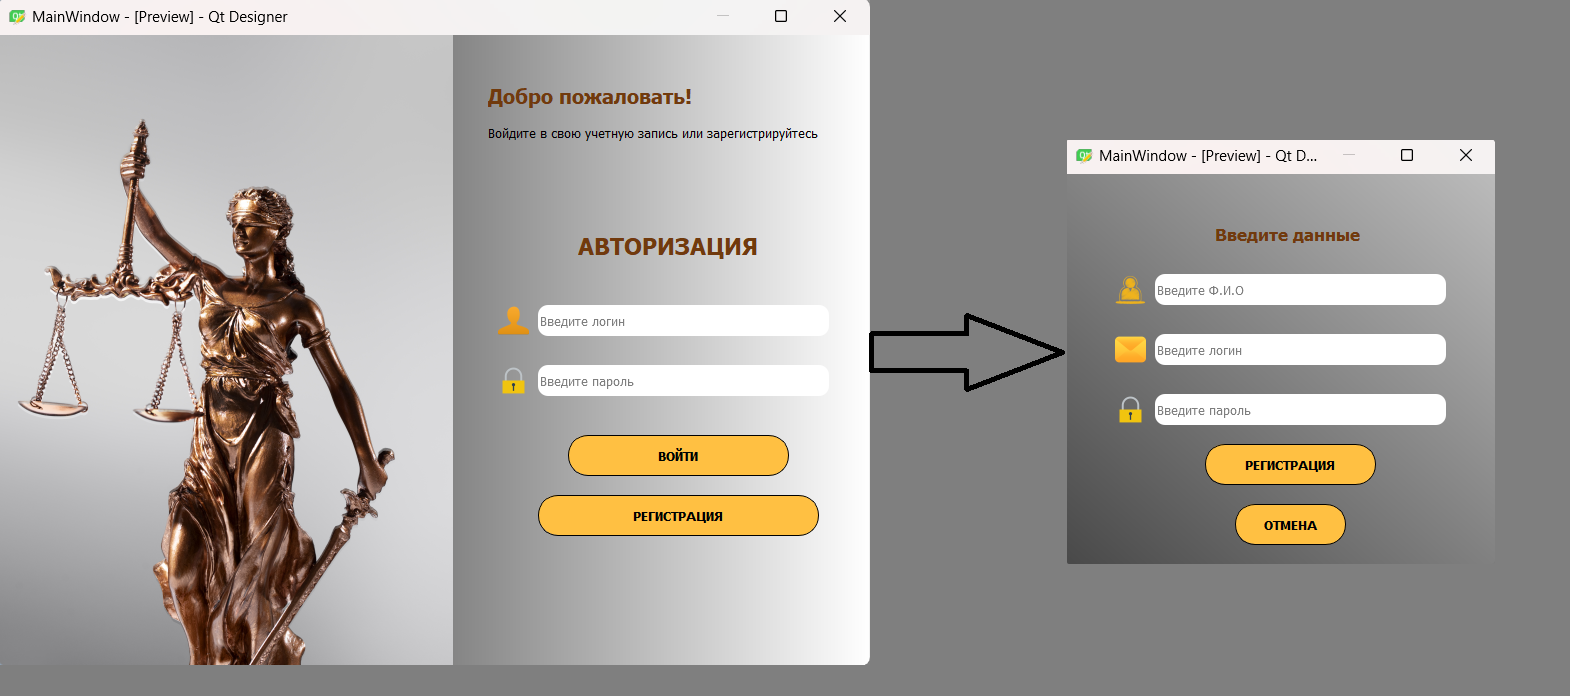 MainWindow - [Preview] - Qt Designer
Добро пожаловать!
Войдите в свою учетную запись или зарегистрируйтесь
АВТОРИЗАЦИЯ
Введите логин
Введите пароль
ВОЙТИ
РЕГИСТРАЦИЯ
MainWindow - [Preview] - Qt D...
Введите данные
Введите Ф.И.О
Введите логин
Введите пароль
РЕГИСТРАЦИЯ
ОТМЕНА